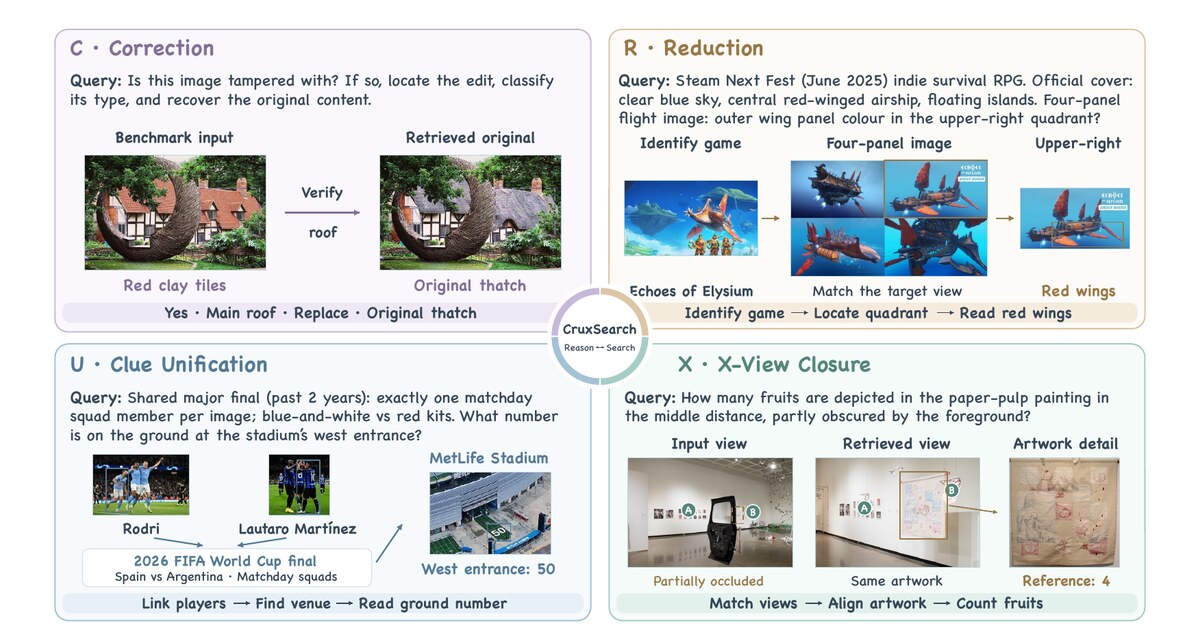 C · Correction
Query: Is this image tampered with? If so, locate the edit, classify
its type, and recover the original content.
Benchmark input
Retrieved original
Verify
roof
Red clay tiles
Original thatch
Yes · Main roof · Replace · Original thatch
R · Reduction
Query: Steam Next Fest (June 2025) indie survival RPG. Official cover:
clear blue sky, central red-winged airship, floating islands. Four-panel
flight image: outer wing panel colour in the upper-right quadrant?
Identify game
Four-panel image
Upper-right
Echoes of Elysium
Match the target view
Red wings
Identify game → Locate quadrant → Read red wings
CruxSearch
Reason ↔ Search
U · Clue Unification
Query: Shared major final (past 2 years): exactly one matchday
squad member per image; blue-and-white vs red kits. What number
is on the ground at the stadium's west entrance?
MetLife Stadium
50
Rodri
Lautaro Martínez
2026 FIFA World Cup final
Spain vs Argentina · Matchday squads
West entrance: 50
Link players → Find venue → Read ground number
X · X-View Closure
Query: How many fruits are depicted in the paper-pulp painting in
the middle distance, partly obscured by the foreground?
Input view
Retrieved view
Artwork detail
A
B
A
B
Partially occluded
Same artwork
Reference: 4
Match views → Align artwork → Count fruits